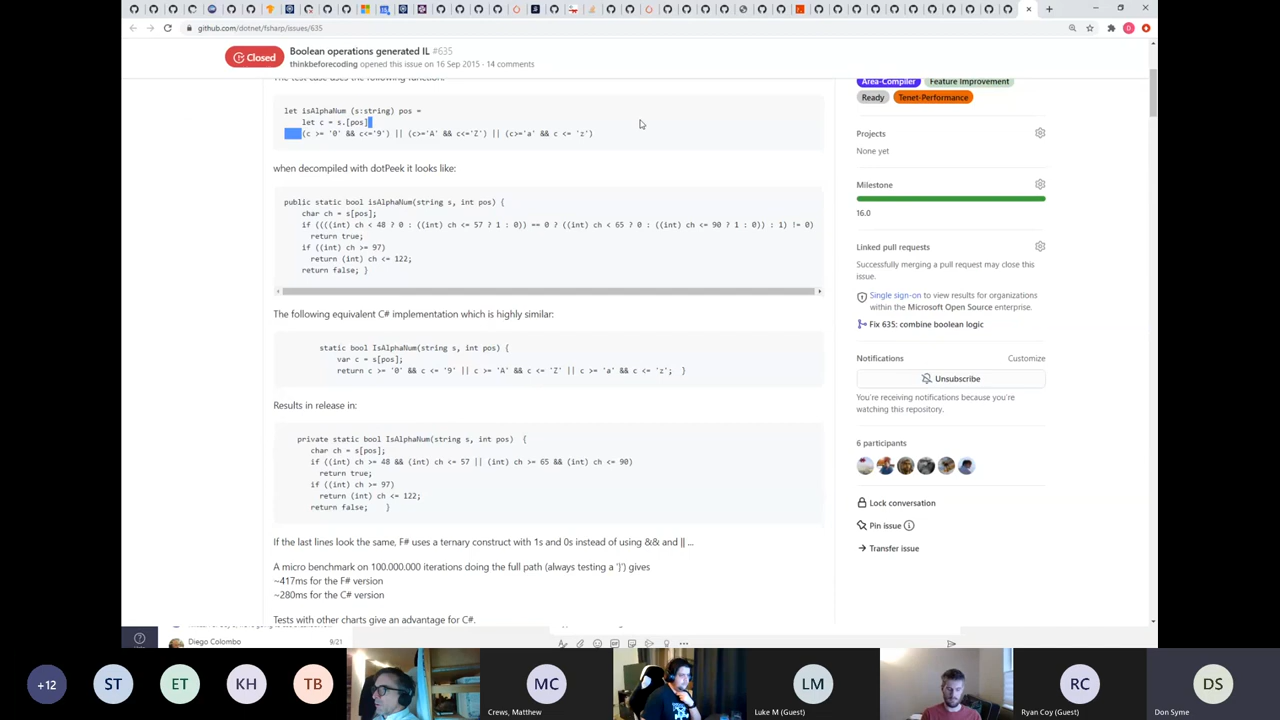 github.com/dotnet/fsharp/issues/635
Closed
Boolean operations generated IL #635
thinkbeforecoding opened this issue on 16 Sep 2015 · 14 comments
The test case uses the following function:
let isAlphaNum (s:string) pos =
let c = s.[pos]
(c >= '0' && c<='9') || (c>='A' && c<='Z') || (c>='a' && c <= 'z')
when decompiled with dotPeek it looks like:
public static bool isAlphaNum(string s, int pos) {
char ch = s[pos];
if ((((int) ch < 48 ? 0 : ((int) ch <= 57 ? 1 : 0)) == 0 ? ((int) ch < 65 ? 0 : ((int) ch <= 90 ? 1 : 0)) : 1) != 0)
return true;
if ((int) ch >= 97)
return (int) ch <= 122;
return false; }
The following equivalent C# implementation which is highly similar:
static bool IsAlphaNum(string s, int pos) {
var c = s[pos];
return c >= '0' && c <= '9' || c >= 'A' && c <= 'Z' || c >= 'a' && c <= 'z'; }
Results in release in:
private static bool IsAlphaNum(string s, int pos) {
char ch = s[pos];
if ((int) ch >= 48 && (int) ch <= 57 || (int) ch >= 65 && (int) ch <= 90)
return true;
if ((int) ch >= 97)
return (int) ch <= 122;
return false; }
If the last lines look the same, F# uses a ternary construct with 1s and 0s instead of using && and || ...
A micro benchmark on 100.000.000 iterations doing the full path (always testing a '}') gives
~417ms for the F# version
~280ms for the C# version
Tests with other charts give an advantage for C#.
Area-Compiler
Feature Improvement
Ready
Tenet-Performance
Projects
None yet
Milestone
16.0
Linked pull requests
Successfully merging a pull request may close this
issue.
Single sign-on to view results for organizations
within the Microsoft Open Source enterprise.
Fix 635: combine boolean logic
Notifications
Customize
Unsubscribe
You're receiving notifications because you're
watching this repository.
6 participants
Lock conversation
Pin issue
Transfer issue
Diego Colombo
9/21
+12
ST
ET
KH
TB
MC
Crews, Matthew
LM
Luke M (Guest)
RC
Ryan Coy (Guest)
DS
Don Syme